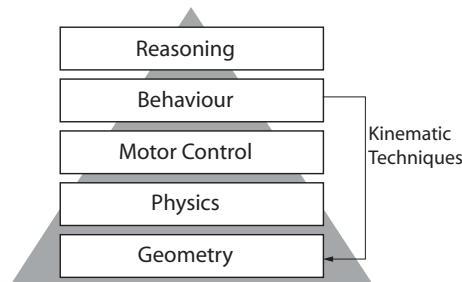 Reasoning
Behaviour
Kinematic
Techniques
Motor Control
Physics
Geometry